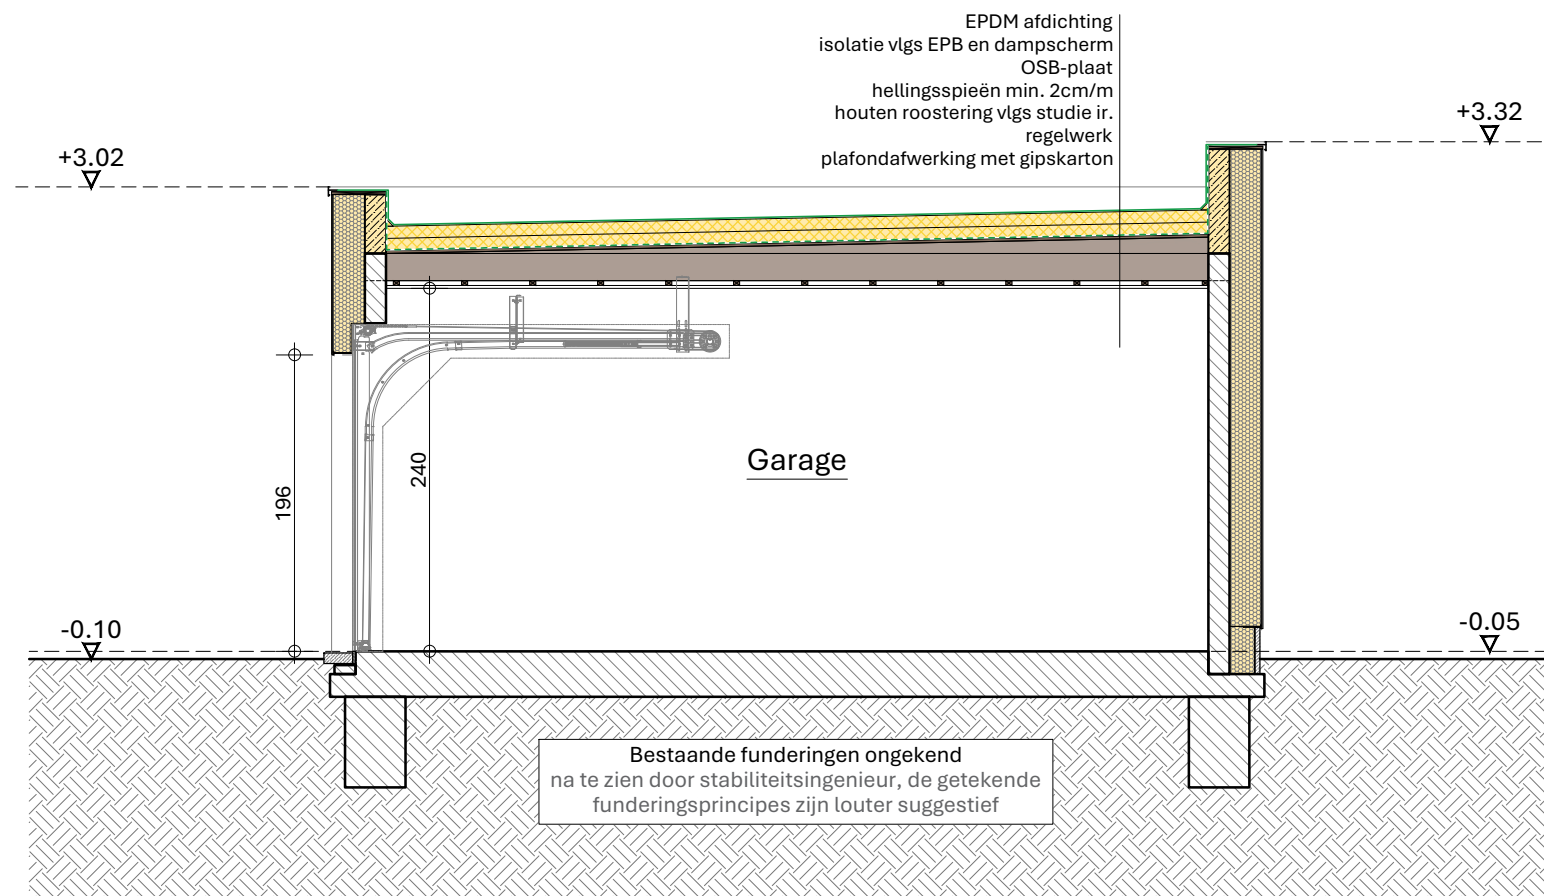 EPDM afdichting
isolatie vlgs EPB en dampscherm
OSB-plaat
hellingsspieën min. 2cm/m
houten roostering vlgs studie ir.
regelwerk
plafondafwerking met gipskarton
+3.32
+3.02
Garage
240
196
-0.10
-0.05
Bestaande funderingen ongekend
na te zien door stabiliteitsingenieur, de getekende
funderingsprincipes zijn louter suggestief